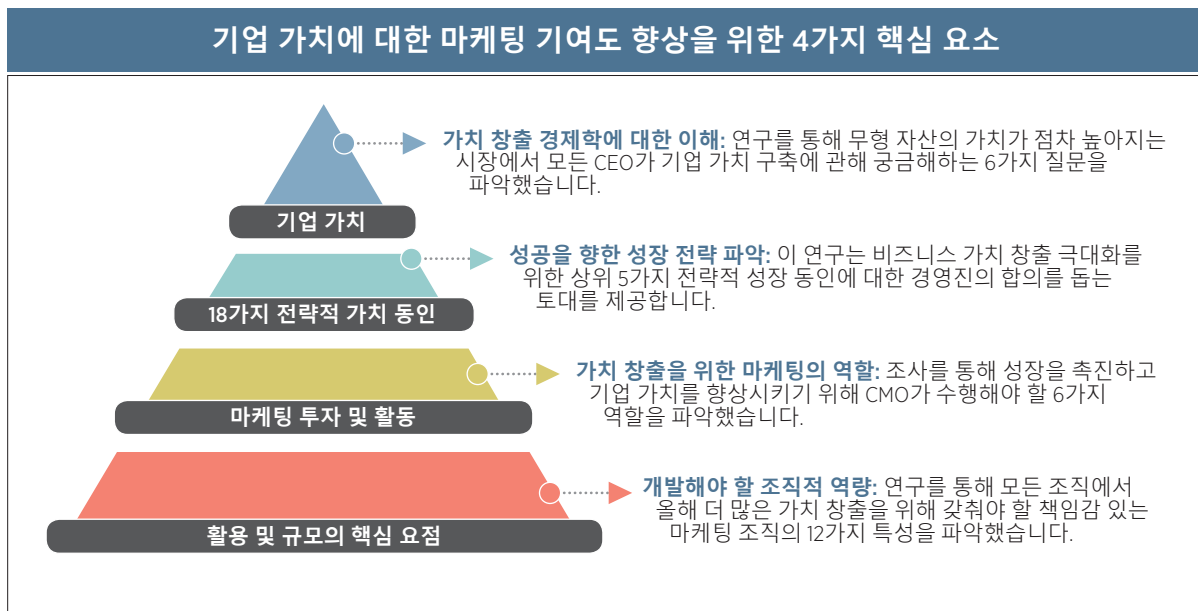 기업 가치에 대한 마케팅 기여도 향상을 위한 4가지 핵심 요소
가치 창출 경제학에 대한 이해: 연구를 통해 무형 자산의 가치가 점차 높아지는
시장에서 모든 CEO가 기업 가치 구축에 관해 궁금해하는 6가지 질문을
파악했습니다.
기업 가치
성공을 향한 성장 전략 파악: 이 연구는 비즈니스 가치 창출 극대화를
위한 상위 5가지 전략적 성장 동인에 대한 경영진의 합의를 돕는
토대를 제공합니다.
18가지 전략적 가치 동인
가치 창출을 위한 마케팅의 역할: 조사를 통해 성장을 촉진하고
기업 가치를 향상시키기 위해 CMO가 수행해야 할 6가지
역할을 파악했습니다.
마케팅 투자 및 활동
개발해야 할 조직적 역량: 연구를 통해 모든 조직에서
올해 더 많은 가치 창출을 위해 갖춰야 할 책임감 있는
마케팅 조직의 12가지 특성을 파악했습니다.
활용 및 규모의 핵심 요점